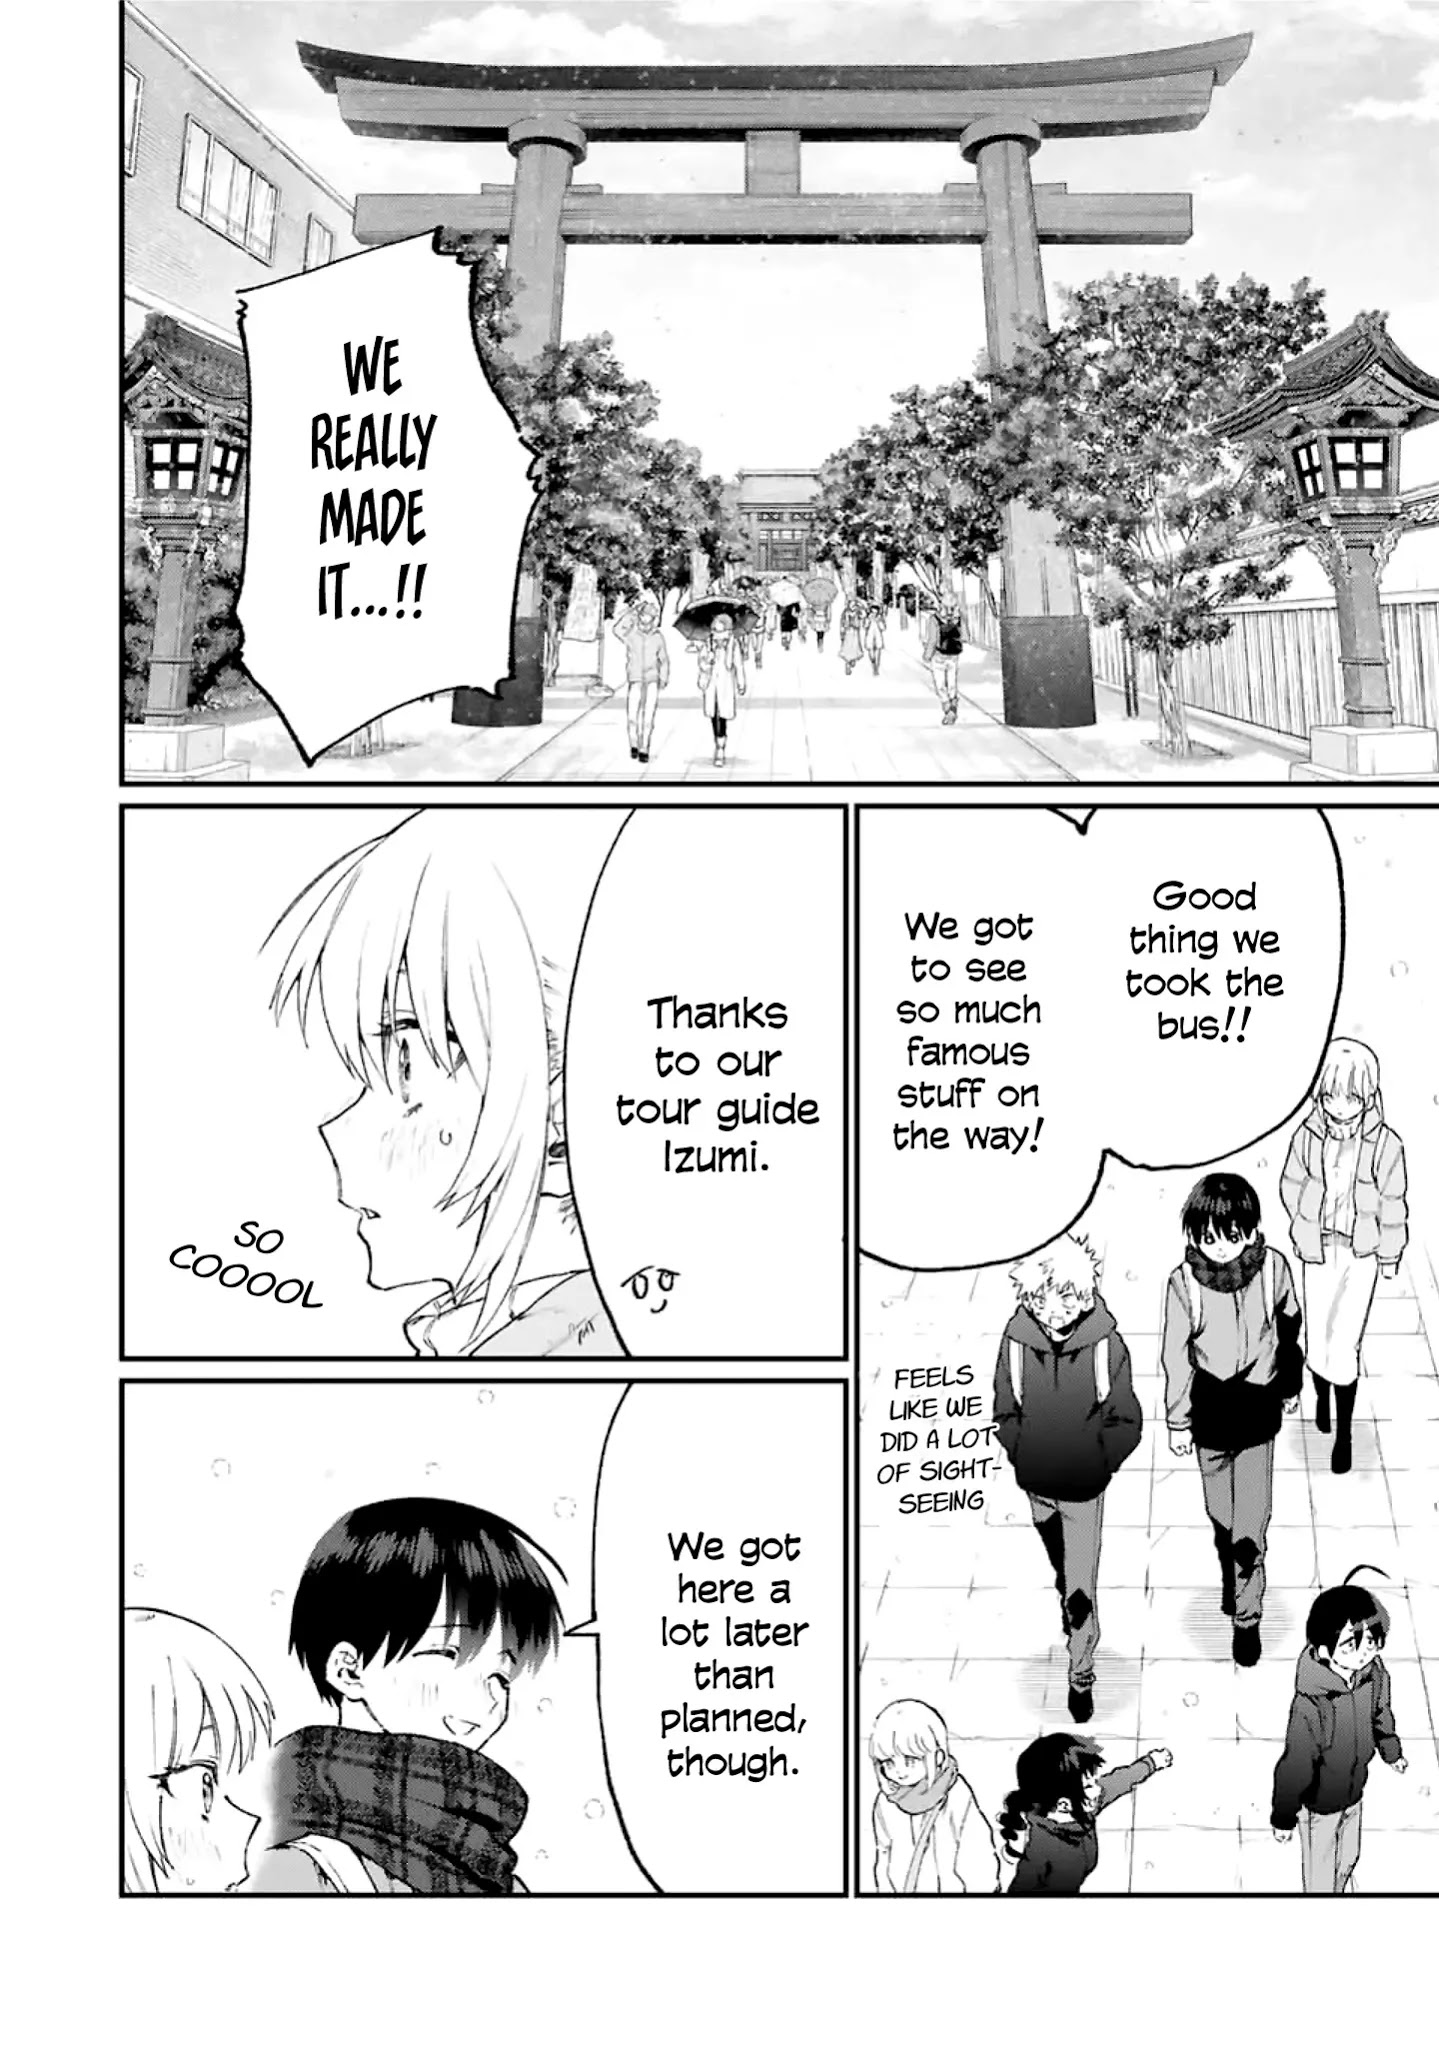 WE
REALLY
MADE
IT...!!
Good
thing we
took the
bus!!
We got
to see
so much
famous
stuff on
the way!
FEELS
LIKE WE
DID A LOT
OF SIGHT-
SEEING
Thanks
to our
tour guide
Izumi.
SO
COOOOL
We got
here a
lot later
than
planned,
though.